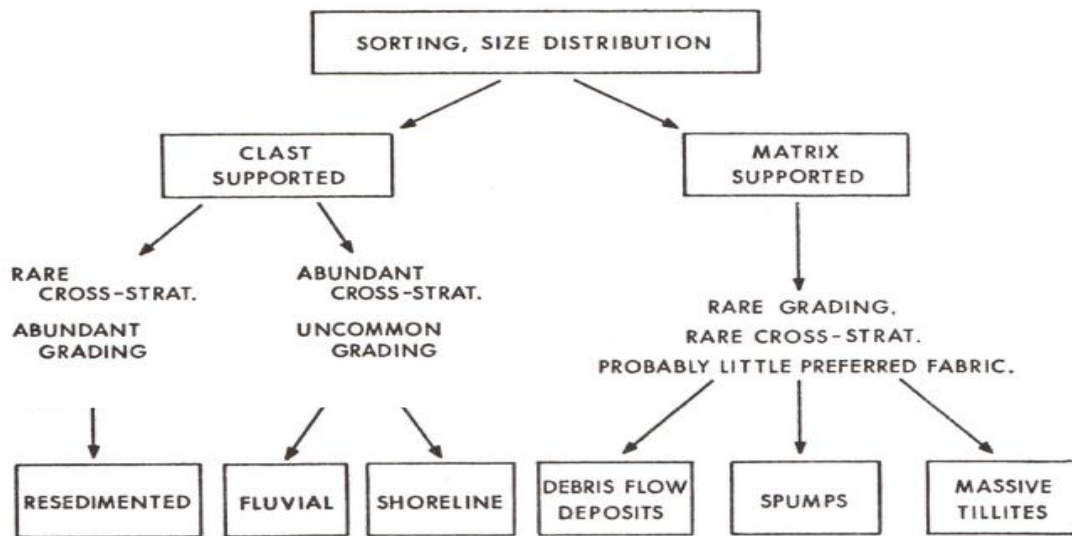 SORTING, SIZE DISTRIBUTION
CLAST
SUPPORTED
MATRIX
SUPPORTED
RARE
CROSS-STRAT.
ABUNDANT
GRADING
ABUNDANT
CROSS-STRAT.
UNCOMMON
GRADING
RARE GRADING.
RARE CROSS-STRAT.
PROBABLY LITTLE PREFERRED FABRIC.
RESEDIMENTED
FLUVIAL
SHORELINE
DEBRIS FLOW
DEPOSITS
SPUMPS
MASSIVE
TILLITES